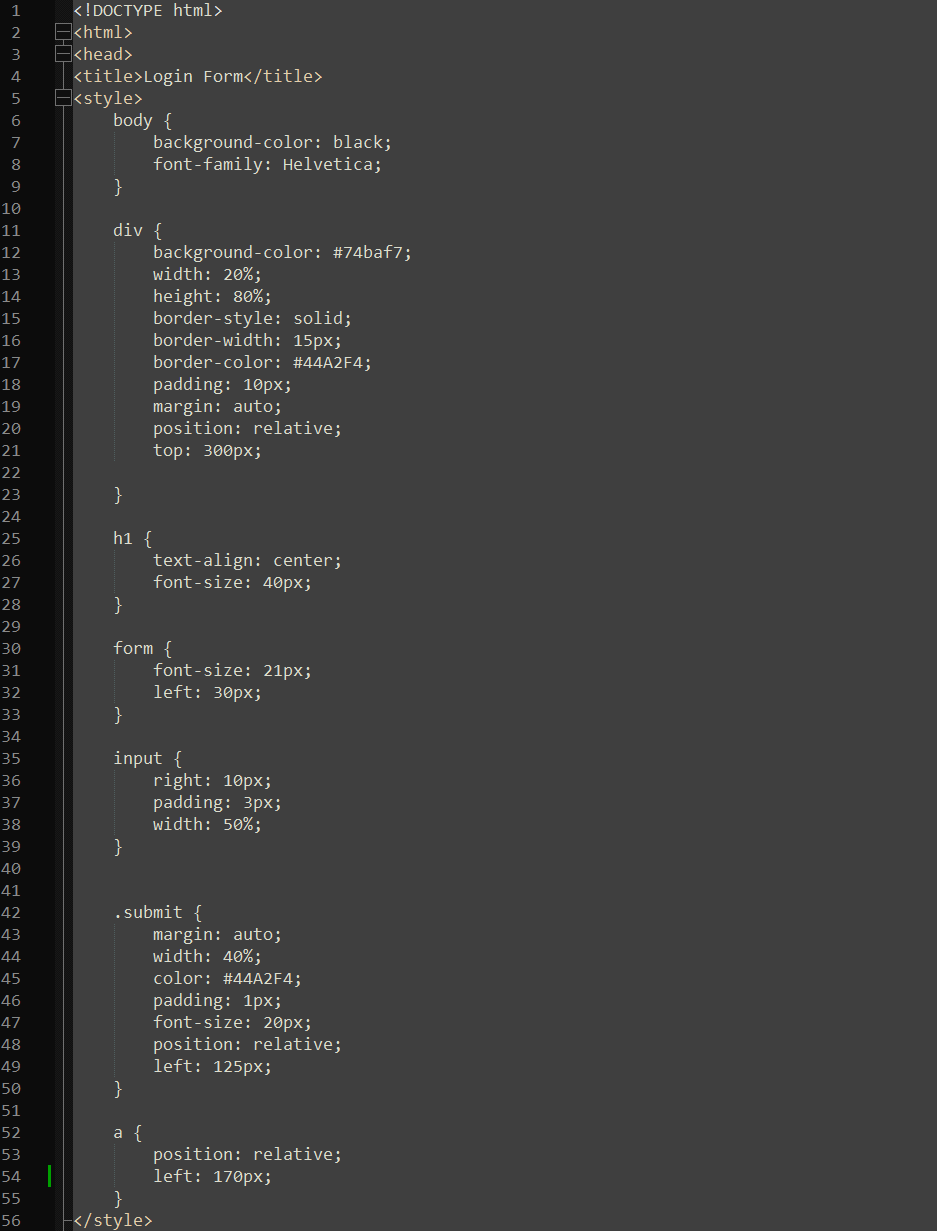 1 <!DOCTYPE html>
2 <html>
3 <head>
4 <title>Login Form</title>
5 <style>
6     body {
7         background-color: black;
8         font-family: Helvetica;
9     }
10
11     div {
12         background-color: #74baf7;
13         width: 20%;
14         height: 80%;
15         border-style: solid;
16         border-width: 15px;
17         border-color: #44A2F4;
18         padding: 10px;
19         margin: auto;
20         position: relative;
21         top: 300px;
22
23     }
24
25     h1 {
26         text-align: center;
27         font-size: 40px;
28     }
29
30     form {
31         font-size: 21px;
32         left: 30px;
33     }
34
35     input {
36         right: 10px;
37         padding: 3px;
38         width: 50%;
39     }
40
41
42     .submit {
43         margin: auto;
44         width: 40%;
45         color: #44A2F4;
46         padding: 1px;
47         font-size: 20px;
48         position: relative;
49         left: 125px;
50     }
51
52     a {
53         position: relative;
54         left: 170px;
55     }
56 </style>